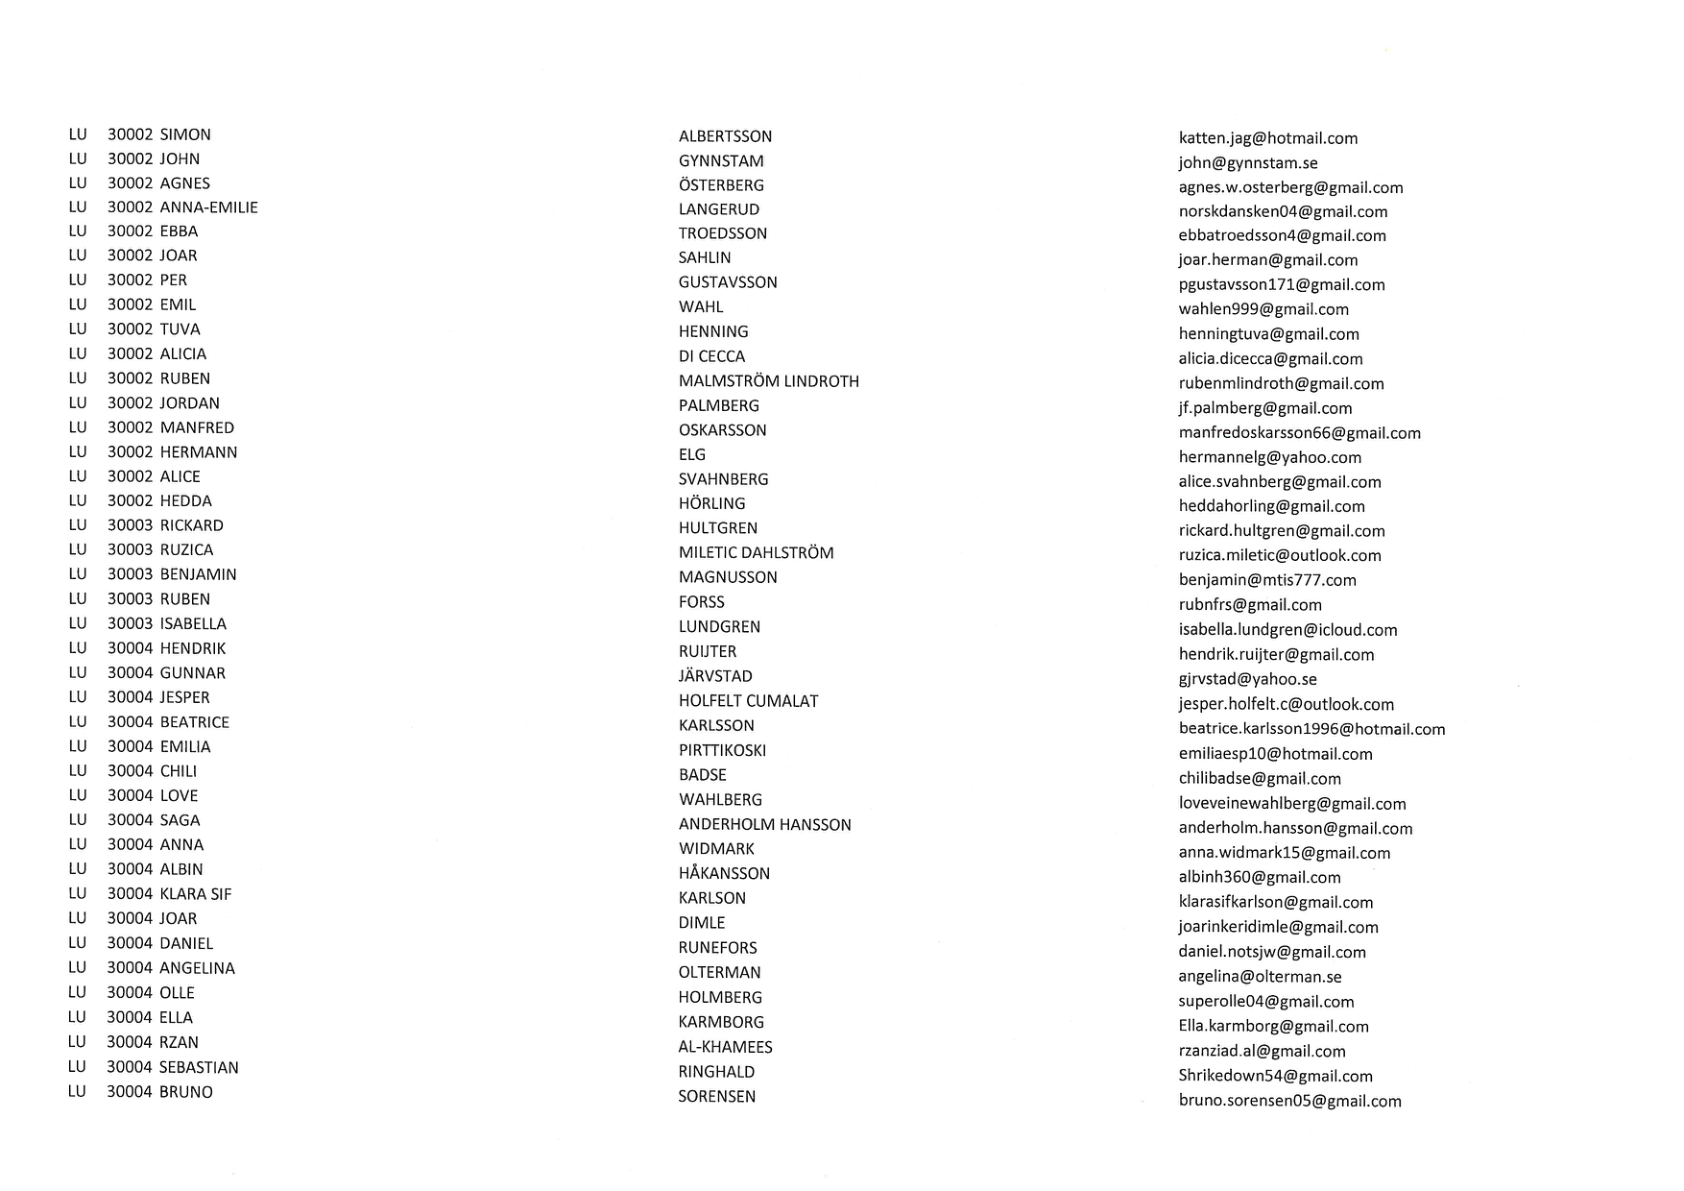 LU 30002 SIMON ALBERTSSON katten.jag@hotmail.com
LU 30002 JOHN GYNNSTAM john@gynnstam.se
LU 30002 AGNES ÖSTERBERG agnes.w.osterberg@gmail.com
LU 30002 ANNA-EMILIE LANGERUD norskdansken04@gmail.com
LU 30002 EBBA TROEDSSON ebbatroedsson4@gmail.com
LU 30002 JOAR SAHLIN joar.herman@gmail.com
LU 30002 PER GUSTAVSSON pgustavsson171@gmail.com
LU 30002 EMIL WAHL wahlen999@gmail.com
LU 30002 TUVA HENNING henningtuva@gmail.com
LU 30002 ALICIA DI CECCA alicia.dicecca@gmail.com
LU 30002 RUBEN MALMSTRÖM LINDROTH rubenmlindroth@gmail.com
LU 30002 JORDAN PALMBERG jf.palmberg@gmail.com
LU 30002 MANFRED OSKARSSON manfredoskarsson66@gmail.com
LU 30002 HERMANN ELG hermannelg@yahoo.com
LU 30002 ALICE SVAHNBERG alice.svahnberg@gmail.com
LU 30002 HEDDA HÖRLING heddahorling@gmail.com
LU 30003 RICKARD HULTGREN rickard.hultgren@gmail.com
LU 30003 RUZICA MILETIC DAHLSTRÖM ruzica.miletic@outlook.com
LU 30003 BENJAMIN MAGNUSSON benjamin@mtis777.com
LU 30003 RUBEN FORSS rubnfrs@gmail.com
LU 30003 ISABELLA LUNDGREN isabella.lundgren@icloud.com
LU 30004 HENDRIK RUIJTER hendrik.ruijter@gmail.com
LU 30004 GUNNAR JÄRVSTAD gjrvstad@yahoo.se
LU 30004 JESPER HOLFELT CUMALAT jesper.holfelt.c@outlook.com
LU 30004 BEATRICE KARLSSON beatrice.karlsson1996@hotmail.com
LU 30004 EMILIA PIRTTIKOSKI emiliaesp10@hotmail.com
LU 30004 CHILI BADSE chilibadse@gmail.com
LU 30004 LOVE WAHLBERG loveveinewahlberg@gmail.com
LU 30004 SAGA ANDERHOLM HANSSON anderholm.hansson@gmail.com
LU 30004 ANNA WIDMARK anna.widmark15@gmail.com
LU 30004 ALBIN HÅKANSSON albinh360@gmail.com
LU 30004 KLARA SIF KARLSON klarasifkarlson@gmail.com
LU 30004 JOAR DIMLE joarinkeridimle@gmail.com
LU 30004 DANIEL RUNEFORS daniel.notsjw@gmail.com
LU 30004 ANGELINA OLTERMAN angelina@olterman.se
LU 30004 OLLE HOLMBERG superolle04@gmail.com
LU 30004 ELLA KARMBORG Ella.karmborg@gmail.com
LU 30004 RZAN AL-KHAMEES rzanziad.al@gmail.com
LU 30004 SEBASTIAN RINGHALD Shrikedown54@gmail.com
LU 30004 BRUNO SORENSEN bruno.sorensen05@gmail.com